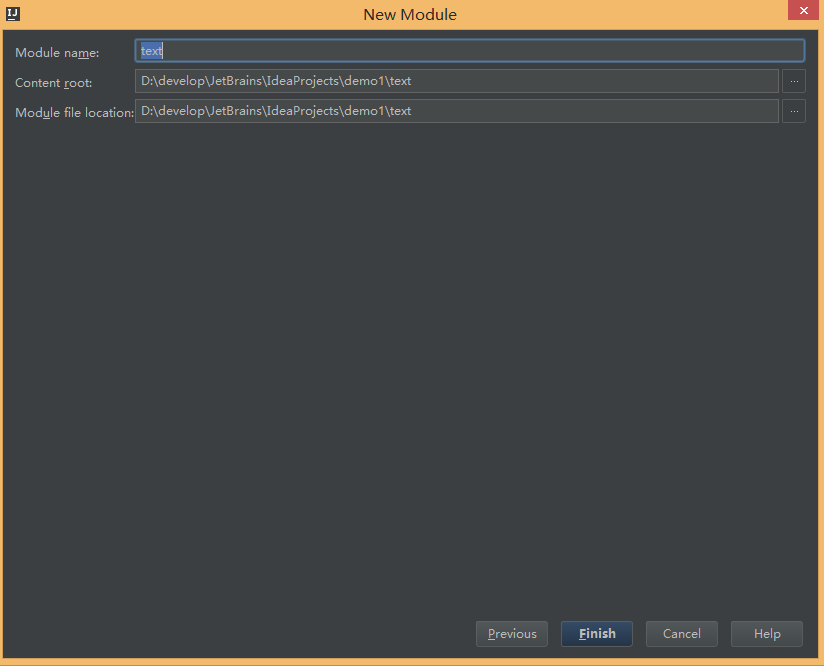 IJ
New Module
Module name: text
Content root: D:\develop\JetBrains\IdeaProjects\demo1\text ...
Module file location: D:\develop\JetBrains\IdeaProjects\demo1\text ...
Previous Finish Cancel Help